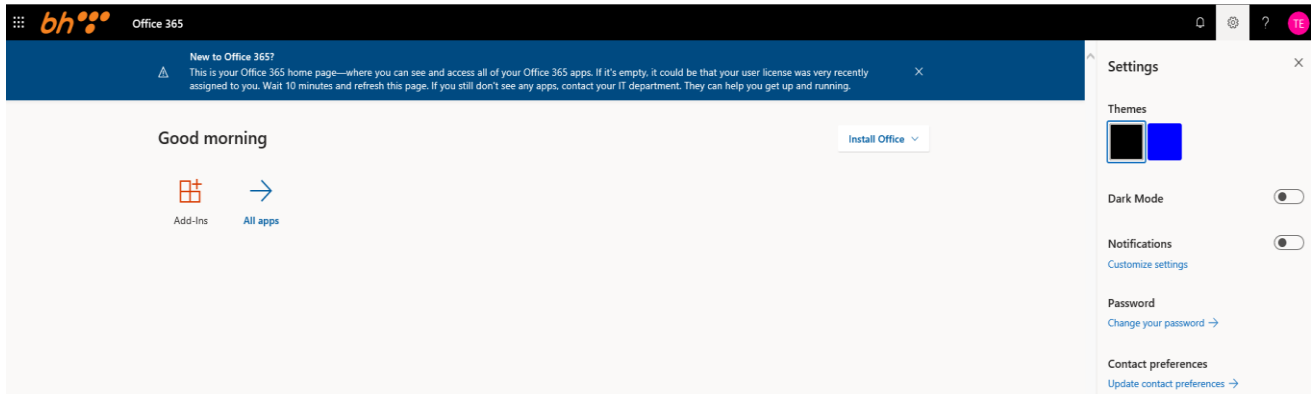 bh
Office 365
?
TE
New to Office 365?
This is your Office 365 home page—where you can see and access all of your Office 365 apps. If it's empty, it could be that your user license was very recently
assigned to you. Wait 10 minutes and refresh this page. If you still don't see any apps, contact your IT department. They can help you get up and running.
Good morning
Install Office
Add-Ins
All apps
Settings
Themes
Dark Mode
Notifications
Customize settings
Password
Change your password →
Contact preferences
Update contact preferences →